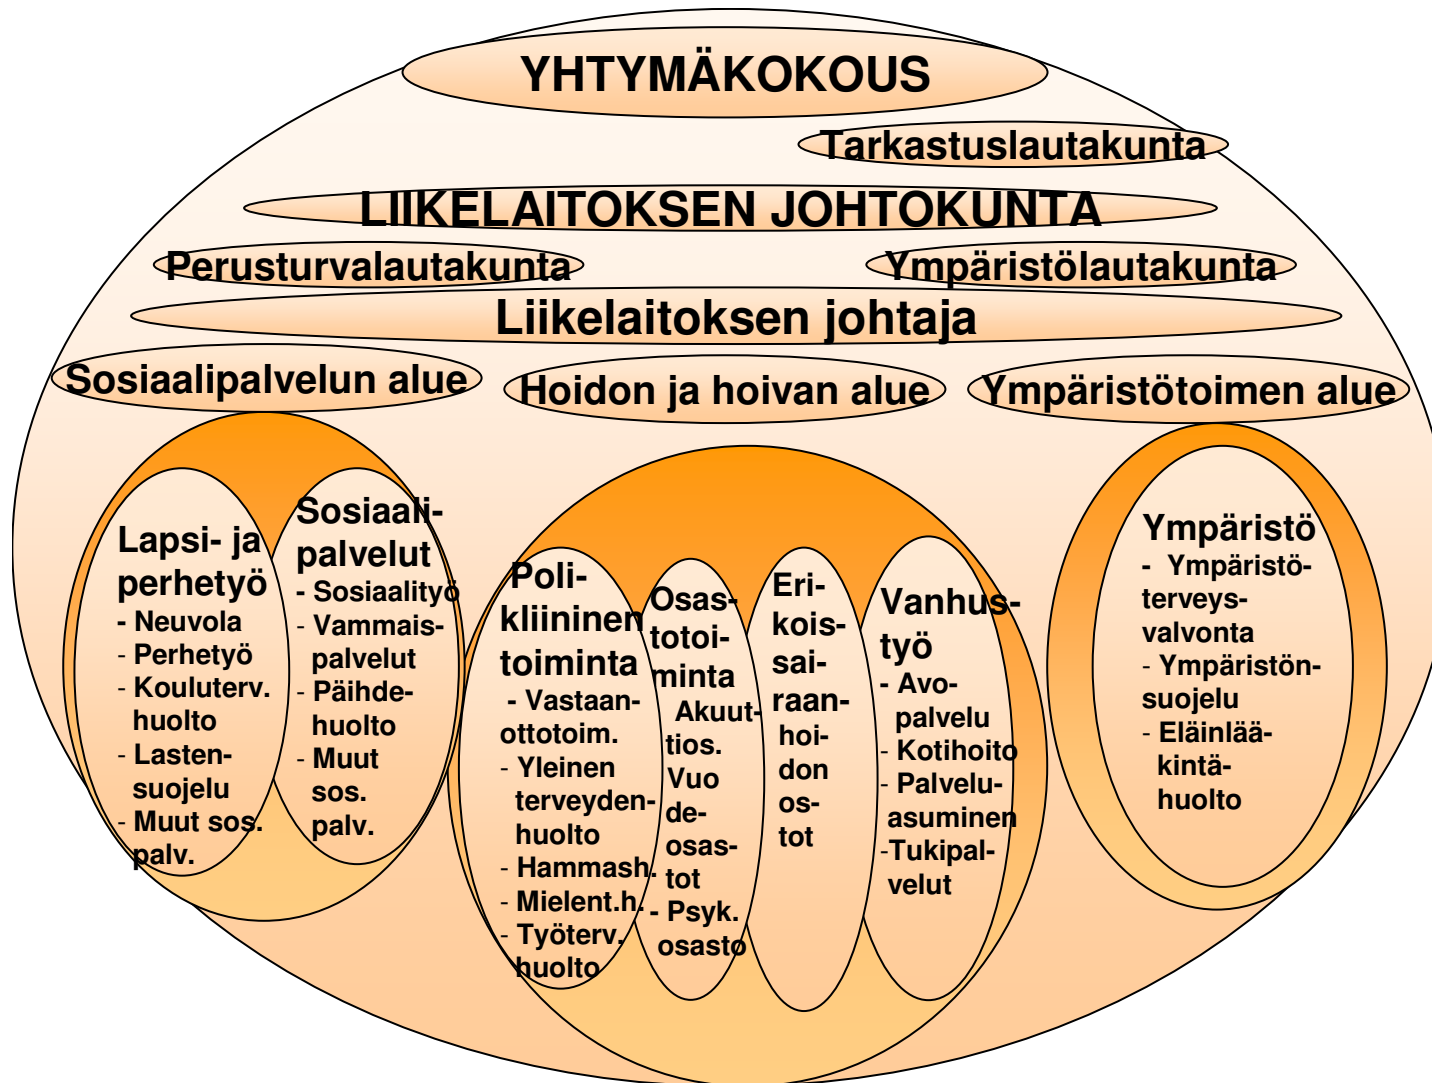 YHTYMÄKOKOUS
Tarkastuslautakunta
LIIKELAITOKSEN JOHTOKUNTA
Perusturvalautakunta
Ympäristölautakunta
Liikelaitoksen johtaja
Sosiaalipalvelun alue
Hoidon ja hoivan alue
Ympäristötoimen alue
Lapsi- ja
perhetyö
- Neuvola
- Perhetyö
- Kouluterv.
huolto
- Lasten-
suojelu
- Muut sos.
palv.
Sosiaali-
palvelut
- Sosiaalityö
- Vammais-
palvelut
- Päihde-
huolto
- Muut
sos.
palv.
Poli-
kliininen
toiminta
- Vastaan-
ottotoim.
- Yleinen
terveyden-
huolto
- Hammash.
- Mielent.h.
- Työterv.
huolto
Osas-
totoi-
minta
Akuut-
tios.
Vuo
de-
osas-
tot
- Psyk.
osasto
Eri-
kois-
sai-
raan-
hoi-
don
os-
tot
Vanhus-
työ
- Avo-
palvelu
- Kotihoito
- Palvelu-
asuminen
-Tukipal-
velut
Ympäristö
- Ympäristö-
terveys-
valvonta
- Ympäristön-
suojelu
- Eläinlää-
kintä-
huolto